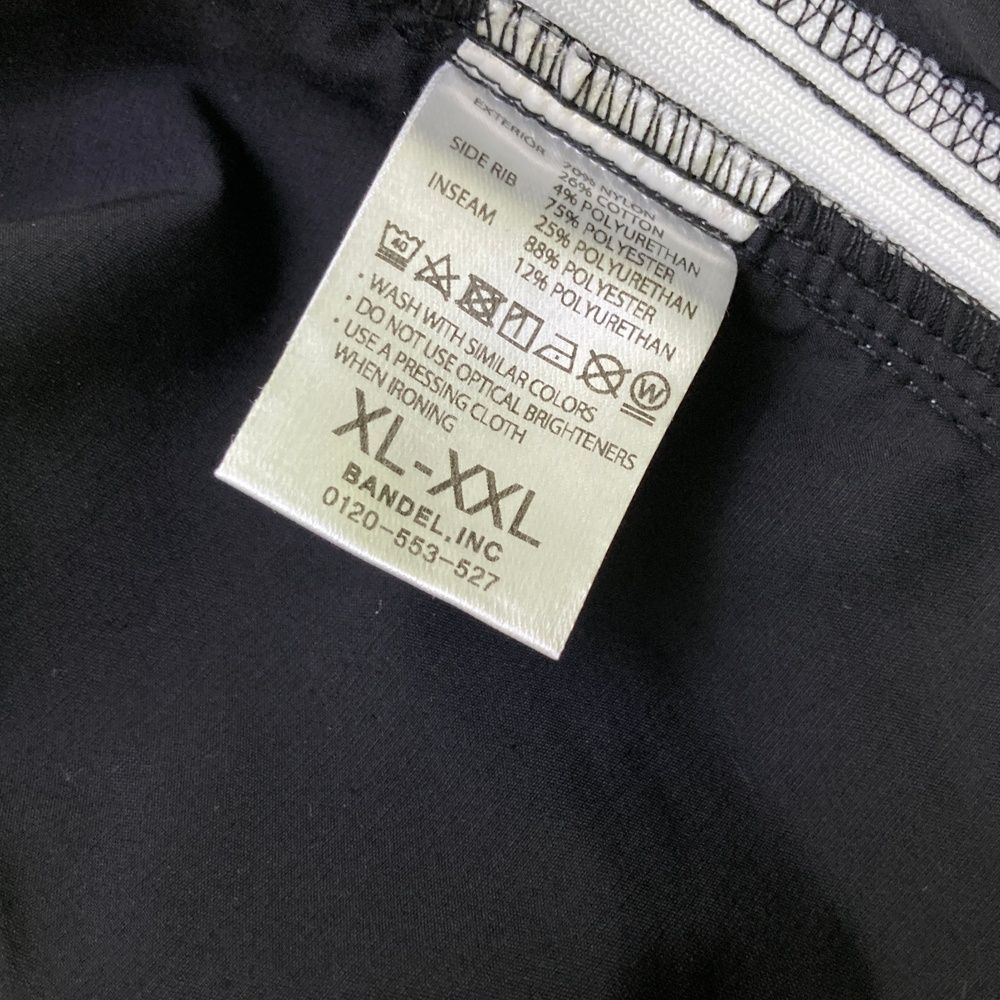 EXTERIOR 70% NYLON
26% COTTON
4% POLYURETHAN
SIDE RIB 75% POLYESTER
25% POLYURETHAN
INSEAM 88% POLYESTER
12% POLYURETHAN
40 W
· WASH WITH SIMILAR COLORS
· DO NOT USE OPTICAL BRIGHTENERS
· USE A PRESSING CLOTH
WHEN IRONING
XL-XXL
BANDEL.INC
0120-553-527